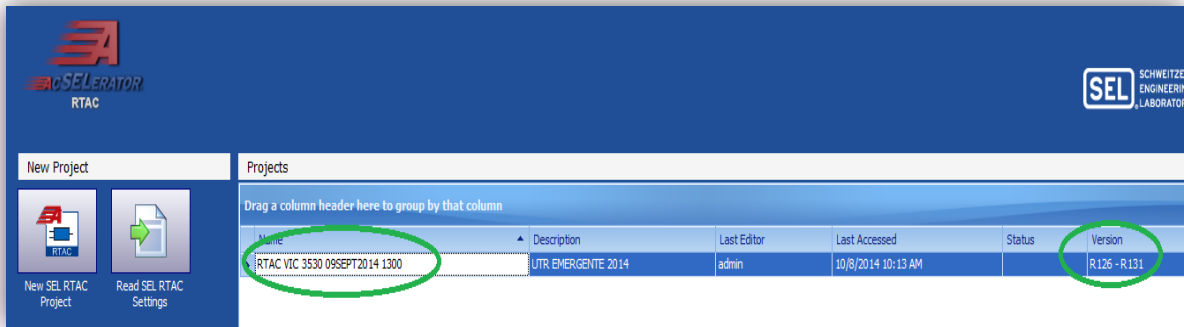 A
ACSELERATOR
RTAC
SEL SCHWEITZE
ENGINEERIN
LABORATOR
New Project
Projects
Drag a column header here to group by that column
Name Description Last Editor Last Accessed Status Version
RTAC VIC 3530 09SEPT2014 1300 UTR EMERGENTE 2014 admin 10/8/2014 10:13 AM R126 - R131
RTAC
New SEL RTAC
Project
Read SEL RTAC
Settings